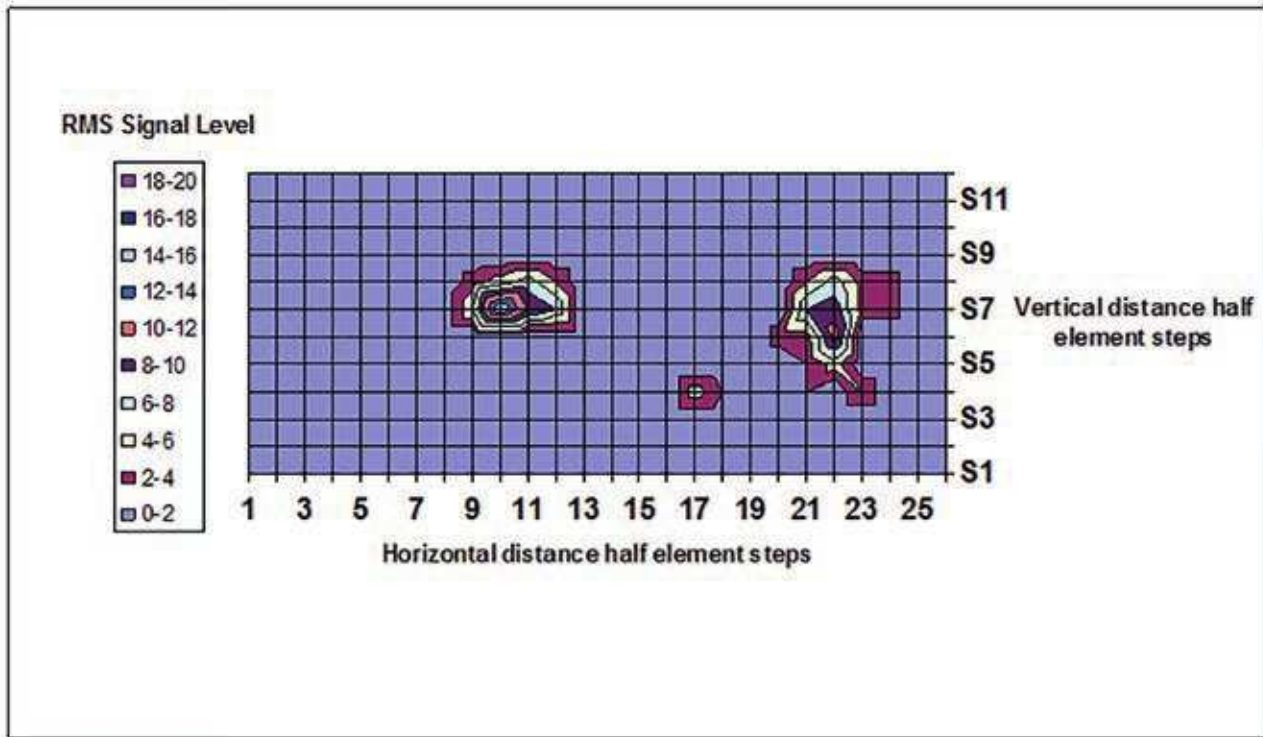 RMS Signal Level
18-20
16-18
14-16
12-14
10-12
8-10
6-8
4-6
2-4
0-2
S11
S9
S7
S5
S3
S1
Vertical distance half
element steps
1 3 5 7 9 11 13 15 17 19 21 23 25
Horizontal distance half element steps